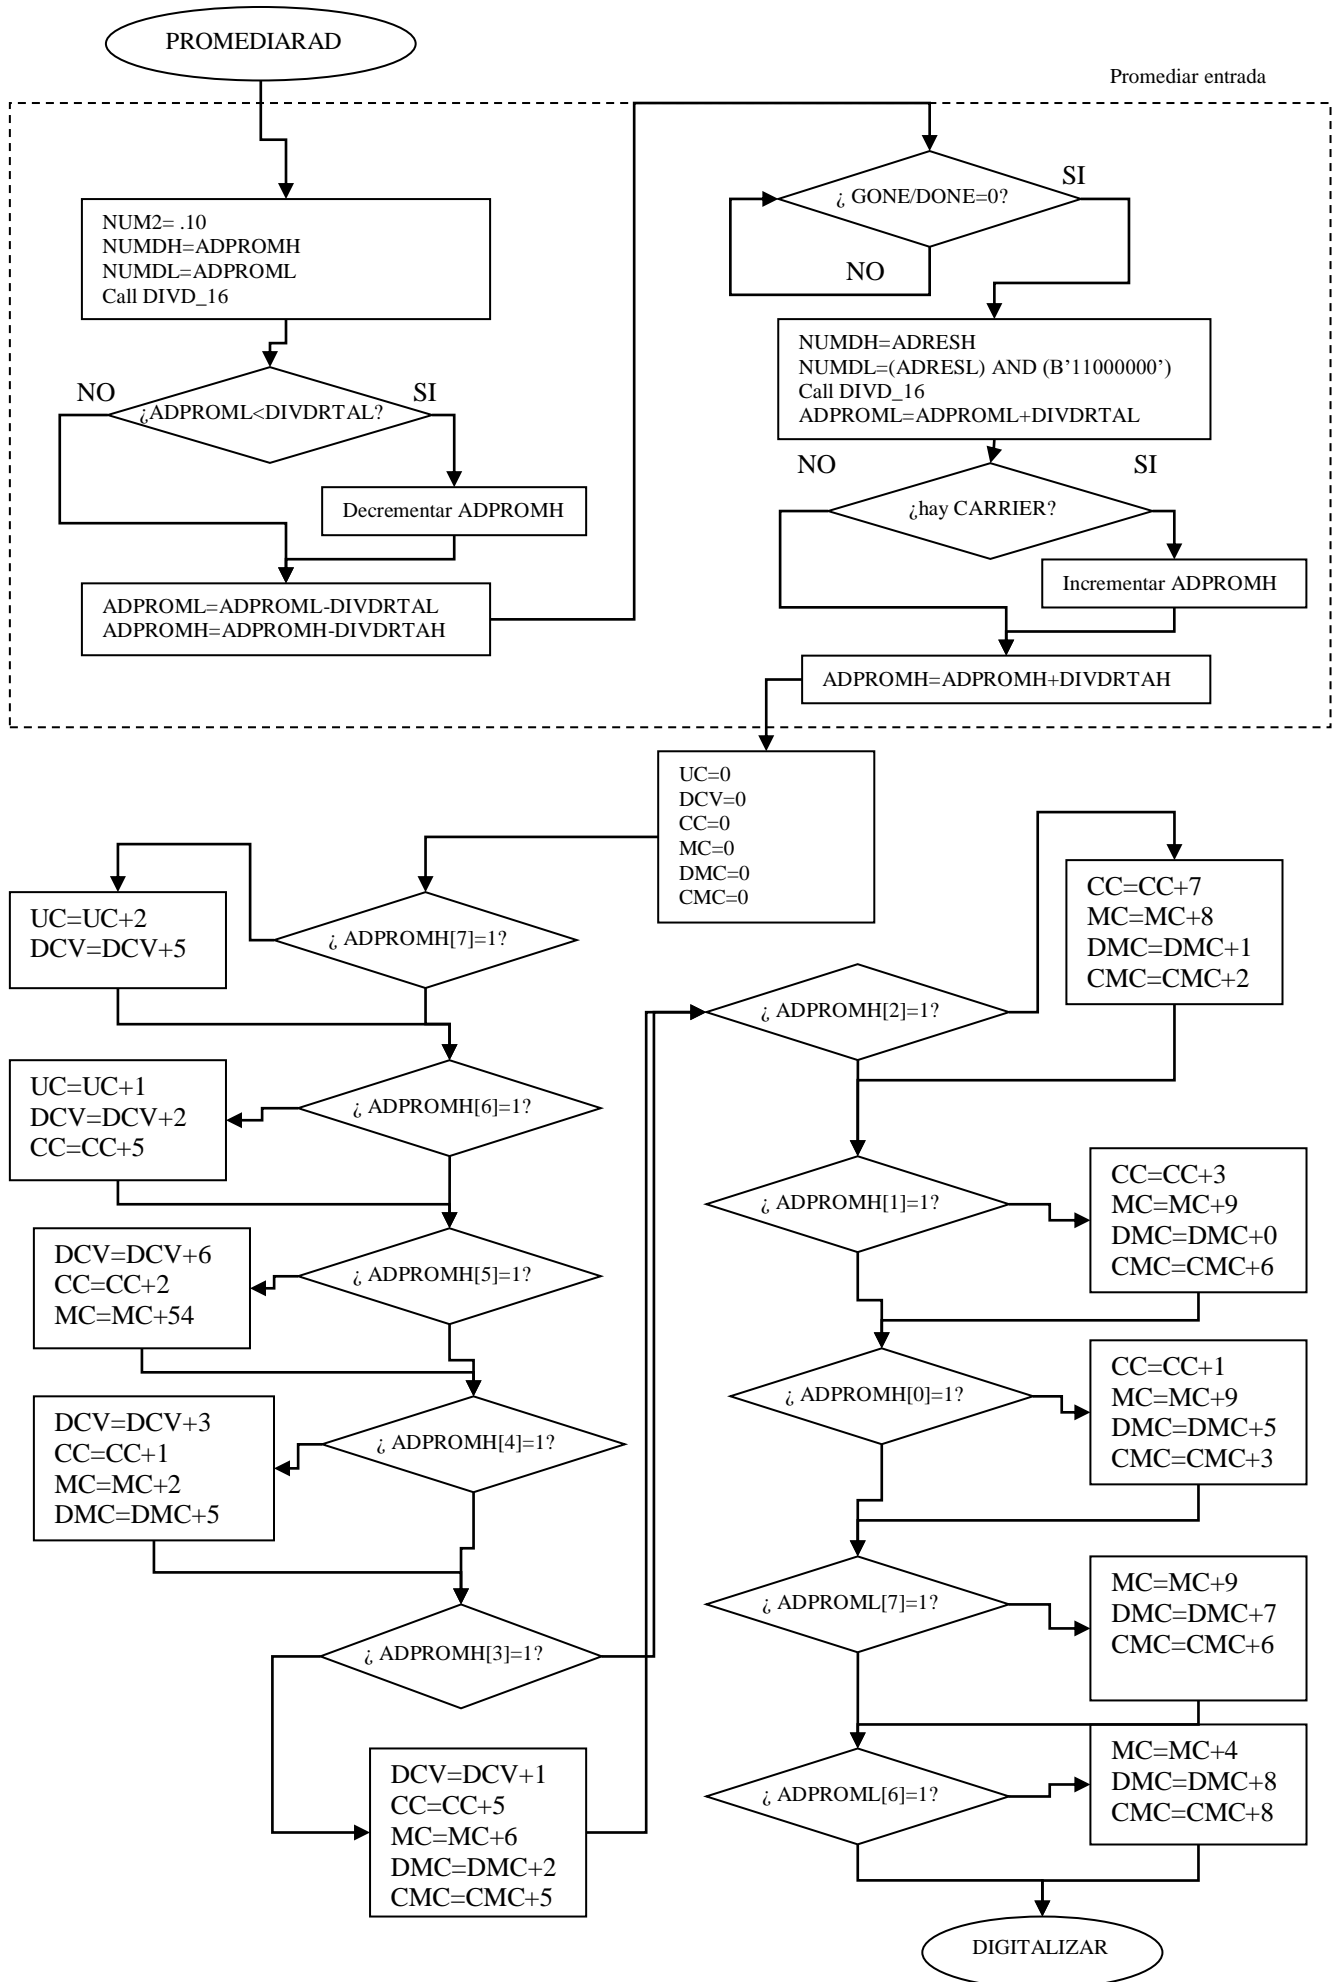 PROMEDIARAD
Promediar entrada
NUM2= .10
NUMDH=ADPROMH
NUMDL=ADPROML
Call DIVD_16
NO
SI
¿ADPROML<DIVDRTAL?
Decrementar ADPROMH
ADPROML=ADPROML-DIVDRTAL
ADPROMH=ADPROMH-DIVDRTAH
¿ GONE/DONE=0?
SI
NO
NUMDH=ADRESH
NUMDL=(ADRESL) AND (B’11000000’)
Call DIVD_16
ADPROML=ADPROML+DIVDRTAL
NO
SI
¿hay CARRIER?
Incrementar ADPROMH
ADPROMH=ADPROMH+DIVDRTAH
UC=0
DCV=0
CC=0
MC=0
DMC=0
CMC=0
¿ ADPROMH[7]=1?
UC=UC+2
DCV=DCV+5
¿ ADPROMH[6]=1?
UC=UC+1
DCV=DCV+2
CC=CC+5
¿ ADPROMH[5]=1?
DCV=DCV+6
CC=CC+2
MC=MC+54
¿ ADPROMH[4]=1?
DCV=DCV+3
CC=CC+1
MC=MC+2
DMC=DMC+5
¿ ADPROMH[3]=1?
DCV=DCV+1
CC=CC+5
MC=MC+6
DMC=DMC+2
CMC=CMC+5
¿ ADPROMH[2]=1?
CC=CC+7
MC=MC+8
DMC=DMC+1
CMC=CMC+2
¿ ADPROMH[1]=1?
CC=CC+3
MC=MC+9
DMC=DMC+0
CMC=CMC+6
¿ ADPROMH[0]=1?
CC=CC+1
MC=MC+9
DMC=DMC+5
CMC=CMC+3
¿ ADPROML[7]=1?
MC=MC+9
DMC=DMC+7
CMC=CMC+6
¿ ADPROML[6]=1?
MC=MC+4
DMC=DMC+8
CMC=CMC+8
DIGITALIZAR